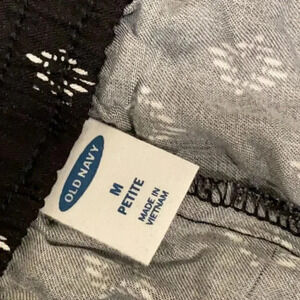 OLD NAVY
M
PETITE
MADE IN
VIETNAM